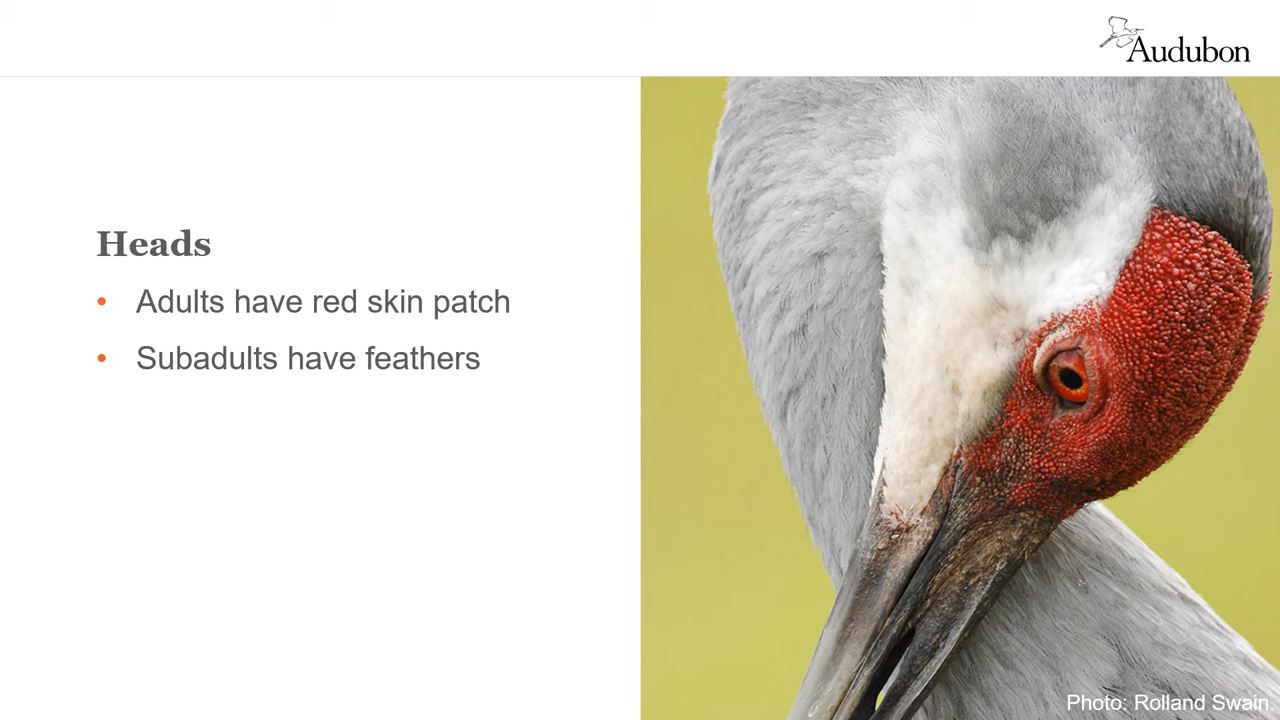 Audubon
Heads
• Adults have red skin patch
• Subadults have feathers
Photo: Rolland Swain.